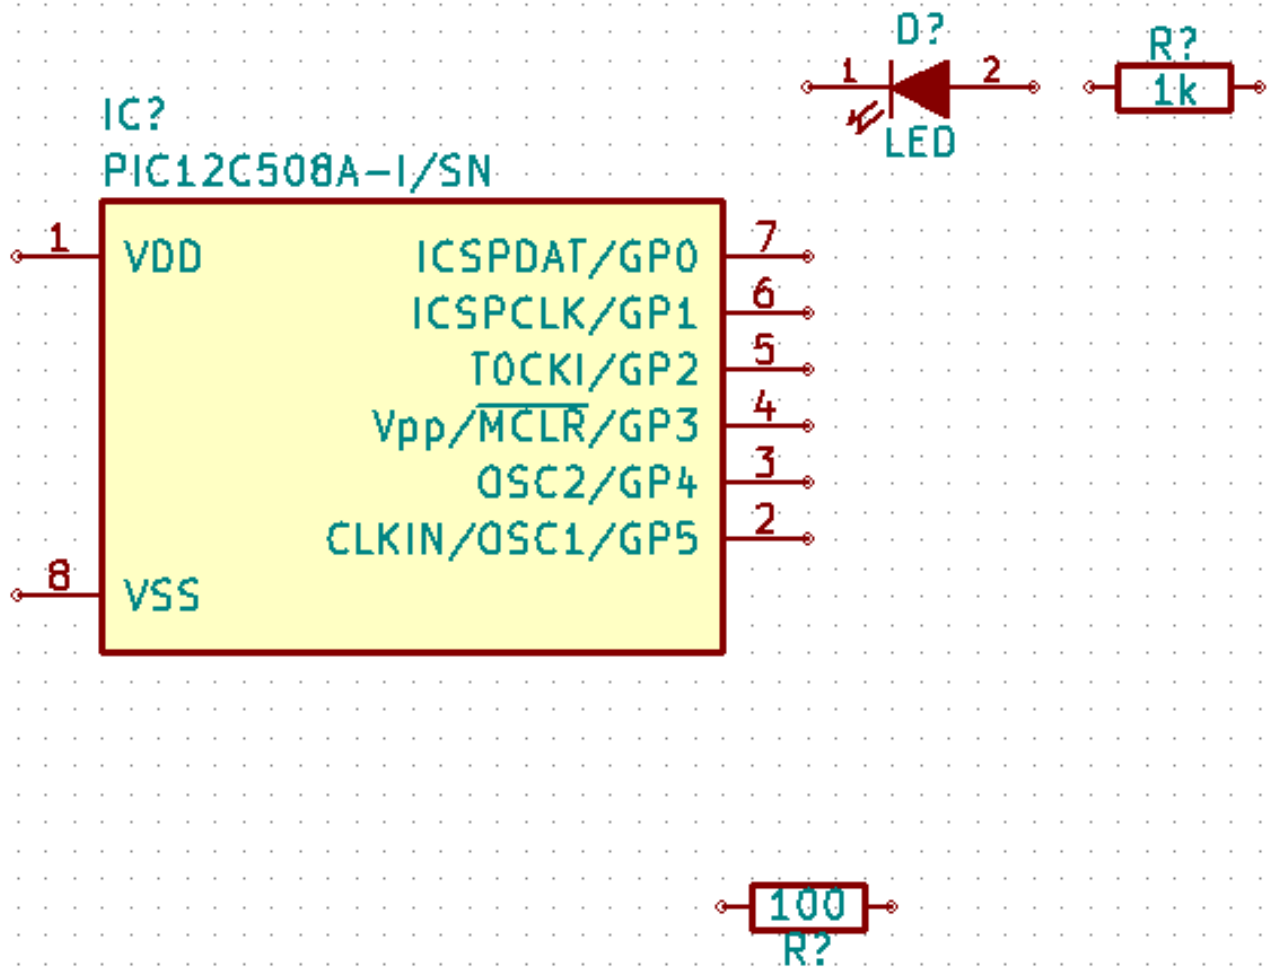 D?
1 2
LED
R?
1k
IC?
PIC12C508A-I/SN
1 VDD ICSPDAT/GP0 7
ICSPCLK/GP1 6
T0CKI/GP2 5
Vpp/MCLR/GP3 4
OSC2/GP4 3
CLKIN/OSC1/GP5 2
8 VSS
100
R?